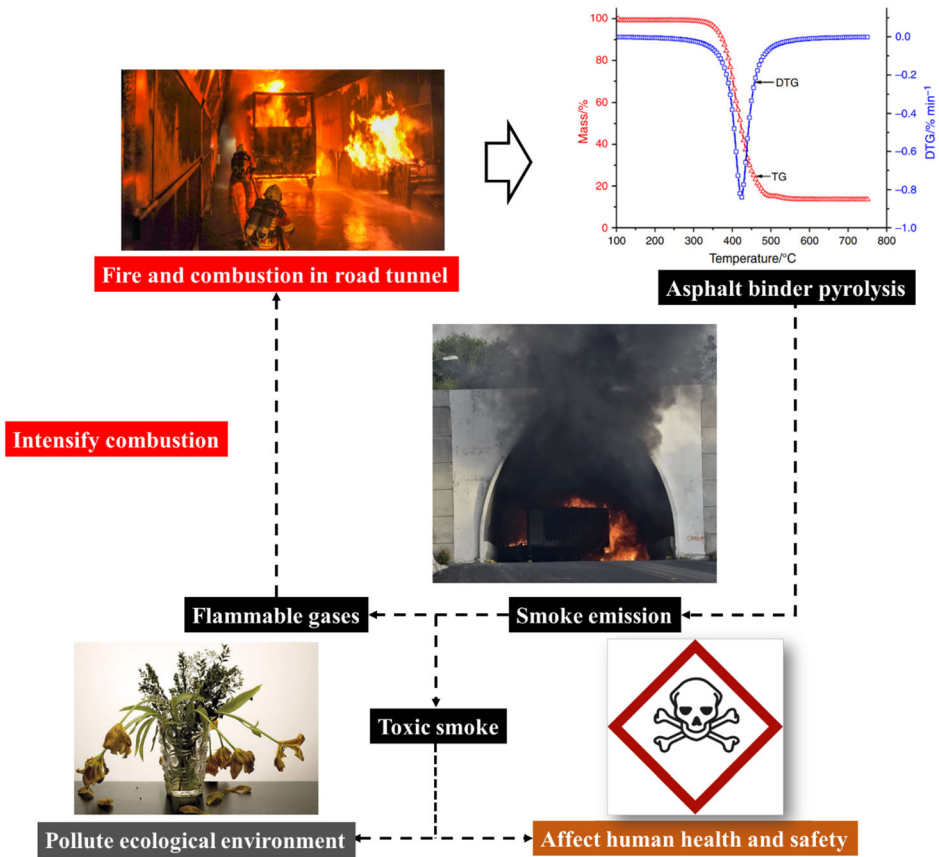 100%
80
60
40
20
0
Mass/%
0.0
−0.2
−0.4
−0.6
−0.8
−1.0
DTG/% min⁻¹
DTG
TG
100 200 300 400 500 600 700 800
Temperature/°C
Fire and combustion in road tunnel
Asphalt binder pyrolysis
Intensify combustion
Flammable gases
Smoke emission
Toxic smoke
Pollute ecological environment
Affect human health and safety